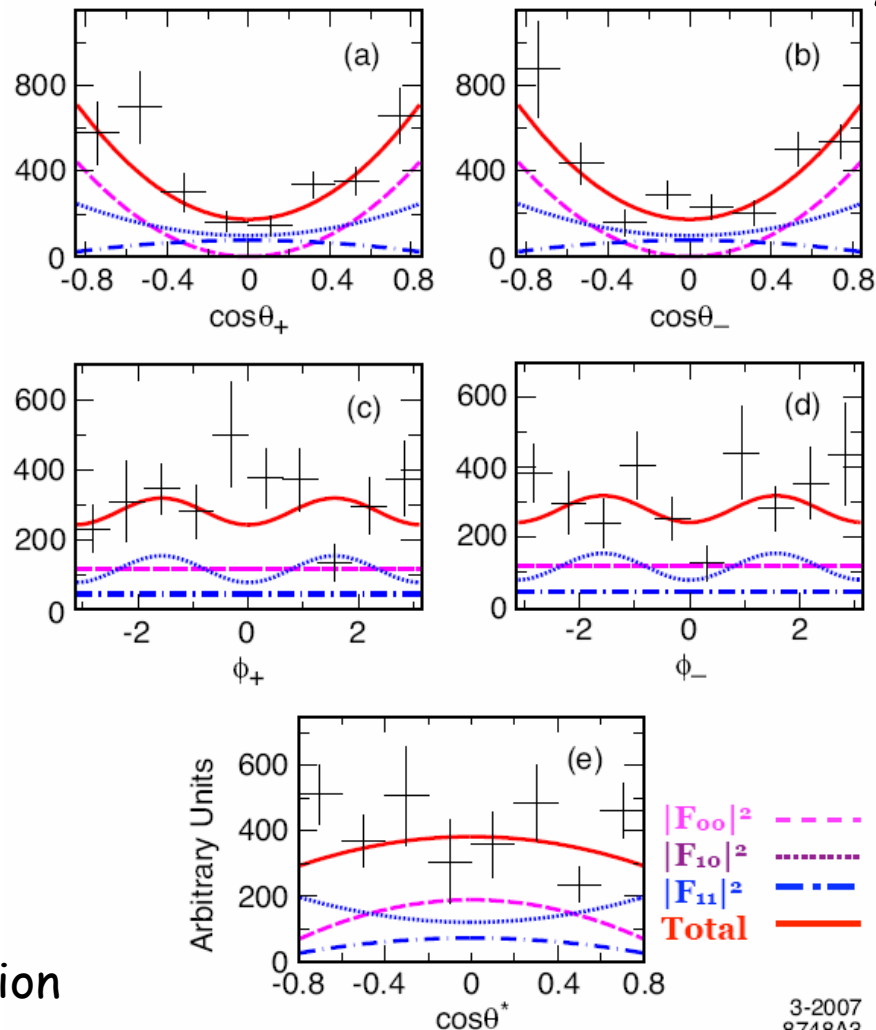 (a)
800
400
0
-0.8 -0.4 0 0.4 0.8
cosθ₊
(b)
800
400
0
-0.8 -0.4 0 0.4 0.8
cosθ₋
(c)
600
400
200
0
-2 0 2
ϕ₊
(d)
600
400
200
0
-2 0 2
ϕ₋
(e)
Arbitrary Units
600
400
200
0
-0.8 -0.4 0 0.4 0.8
cosθ*
|F₀₀|²
|F₁₀|²
|F₁₁|²
Total
ion
3-2007
8748A3